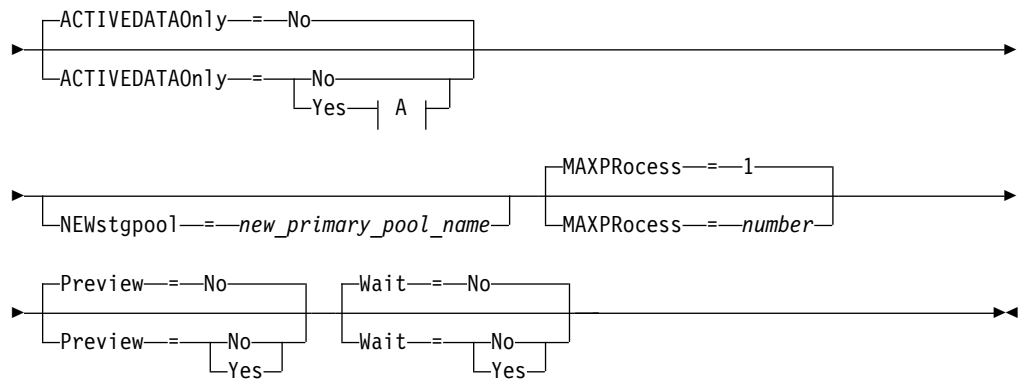 ACTIVEDATAOnly = No
ACTIVEDATAOnly = No
Yes A
MAXPRocess = 1
NEWstgpool = new_primary_pool_name MAXPRocess = number
Preview = No Wait = No
Preview = No Wait = No
Yes Yes